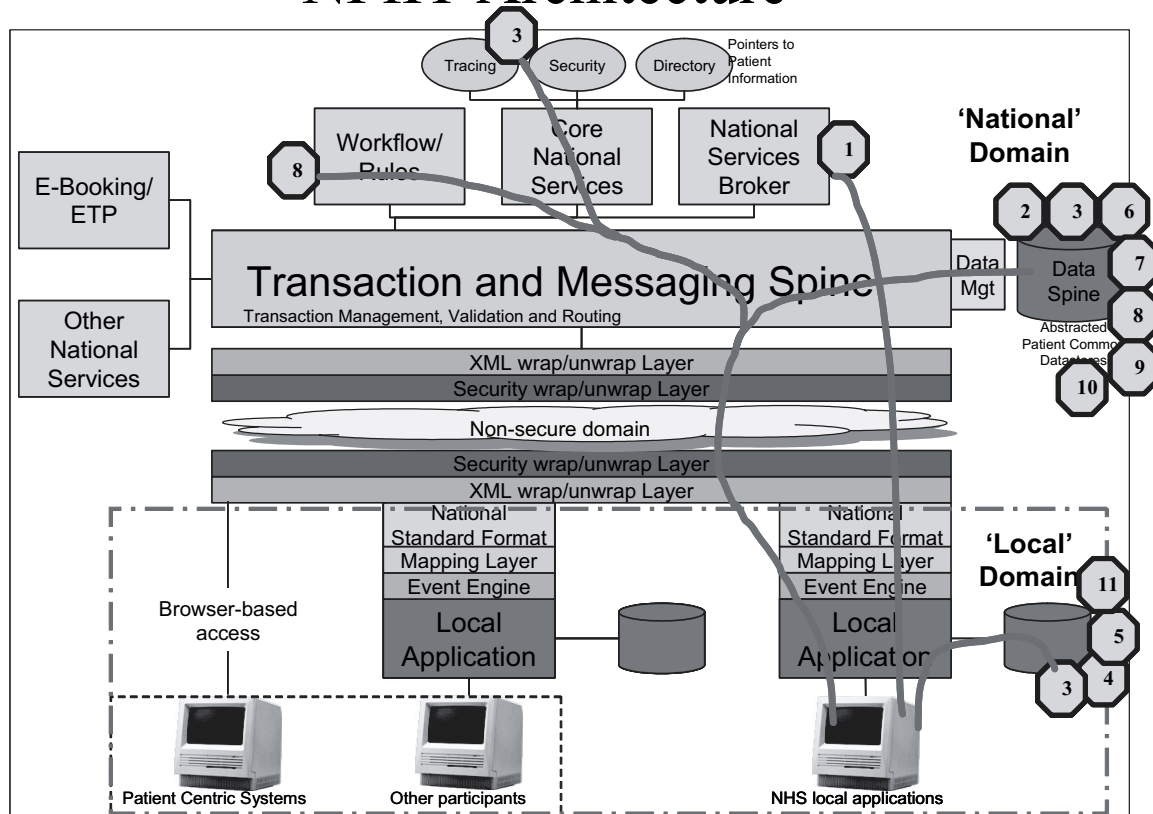 Architecture
3
Tracing
Security
Directory
Pointers to
Patient
Information
8
Workflow/
Rules
Core
National
Services
National
Services
Broker
1
'National'
Domain
E-Booking/
ETP
Other
National
Services
Transaction and Messaging Spine
Transaction Management, Validation and Routing
Data
Mgt
2
3
6
7
8
9
10
Data
Spine
Abstracted
Patient Commo
Datastores
XML wrap/unwrap Layer
Security wrap/unwrap Layer
Non-secure domain
Security wrap/unwrap Layer
XML wrap/unwrap Layer
National
Standard Format
Mapping Layer
Event Engine
Local
Application
National
Standard Format
Mapping Layer
Event Engine
Local
Application
'Local'
Domain
11
5
4
3
Browser-based
access
Patient Centric Systems
Other participants
NHS local applications